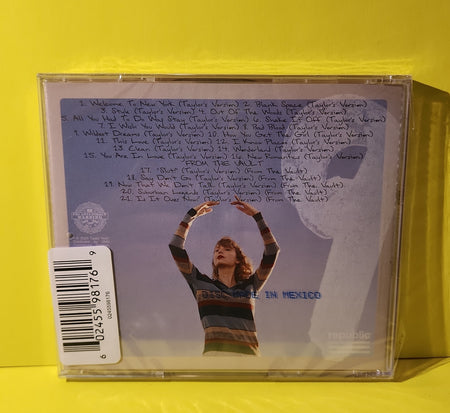 1. Welcome To New York (Taylor's Version) 2. Blank Space (Taylor's Version)
3. Style (Taylor's Version) 4. Out Of The Woods (Taylor's Version)
5. All You Had To Do Was Stay (Taylor's Version) 6. Shake It Off (Taylor's Version)
7. I Wish You Would (Taylor's Version) 8. Bad Blood (Taylor's Version)
9. Wildest Dreams (Taylor's Version) 10. How You Get The Girl (Taylor's Version)
11. This Love (Taylor's Version) 12. I Know Places (Taylor's Version)
13. Clean (Taylor's Version) 14. Wonderland (Taylor's Version)
15. You Are In Love (Taylor's Version) 16. New Romantics (Taylor's Version)
FROM THE VAULT
17. "Slut!" (Taylor's Version) (From The Vault)
18. Say Don't Go (Taylor's Version) (From The Vault)
19. Now That We Don't Talk (Taylor's Version) (From The Vault)
20. Suburban Legends (Taylor's Version) (From The Vault)
21. Is It Over Now? (Taylor's Version) (From The Vault)
DISC MADE IN MEXICO
republic
6 02455 98176 9
02455598176